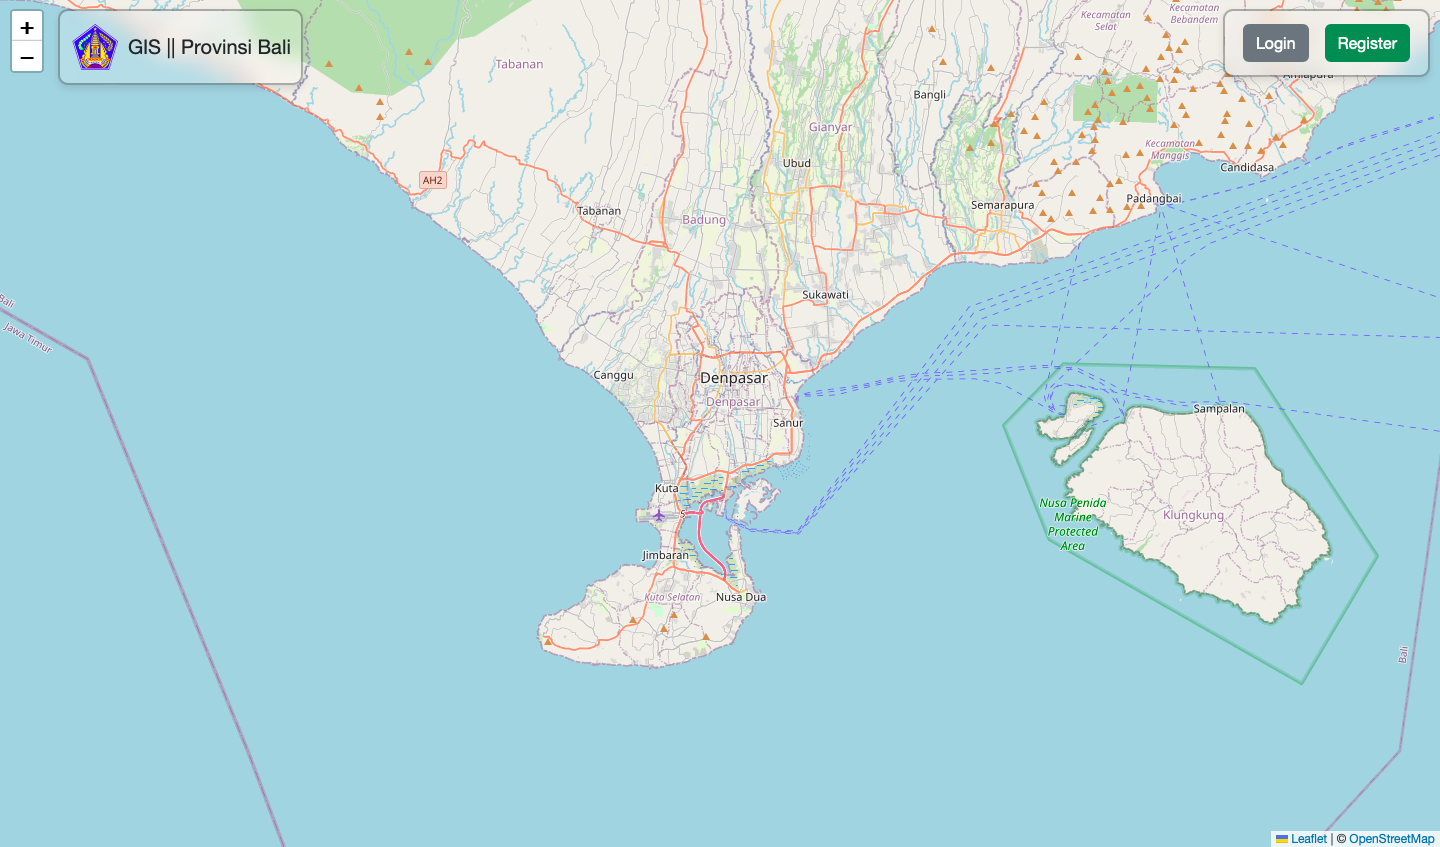 +
−
GIS || Provinsi Bali
Login
Register
Kecamatan
Selat
Kecamatan
Bebandem
Tabanan
Amlapura
Bangli
Gianyar
Kecamatan
Manggis
Ubud
Candidasa
AH2
Padangbai
Tabanan
Semarapura
Badung
Sukawati
Bali
Jawa Timur
Canggu
Denpasar
Denpasar
Sampalan
Sanur
Kuta
Nusa Penida
Marine
Protected
Area
Klungkung
5
Jimbaran
Kuta Selatan
Nusa Dua
Bali
Leaflet | © OpenStreetMap